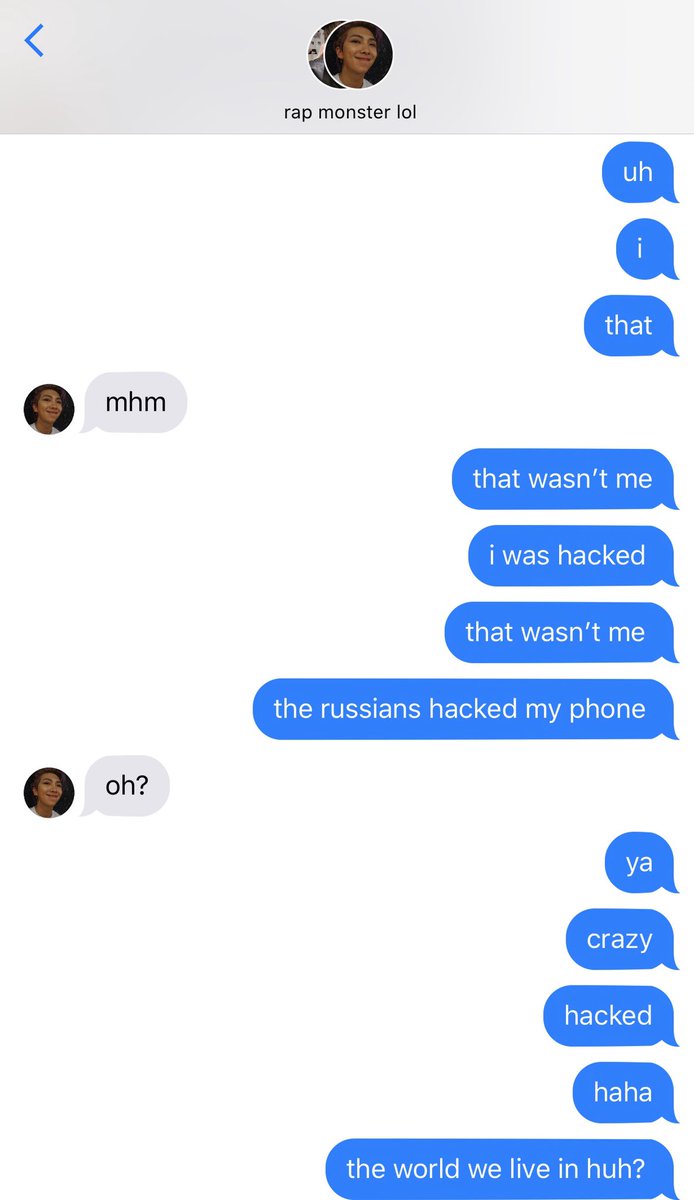 rap monster lol
uh
i
that
mhm
that wasn’t me
i was hacked
that wasn’t me
the russians hacked my phone
oh?
ya
crazy
hacked
haha
the world we live in huh?